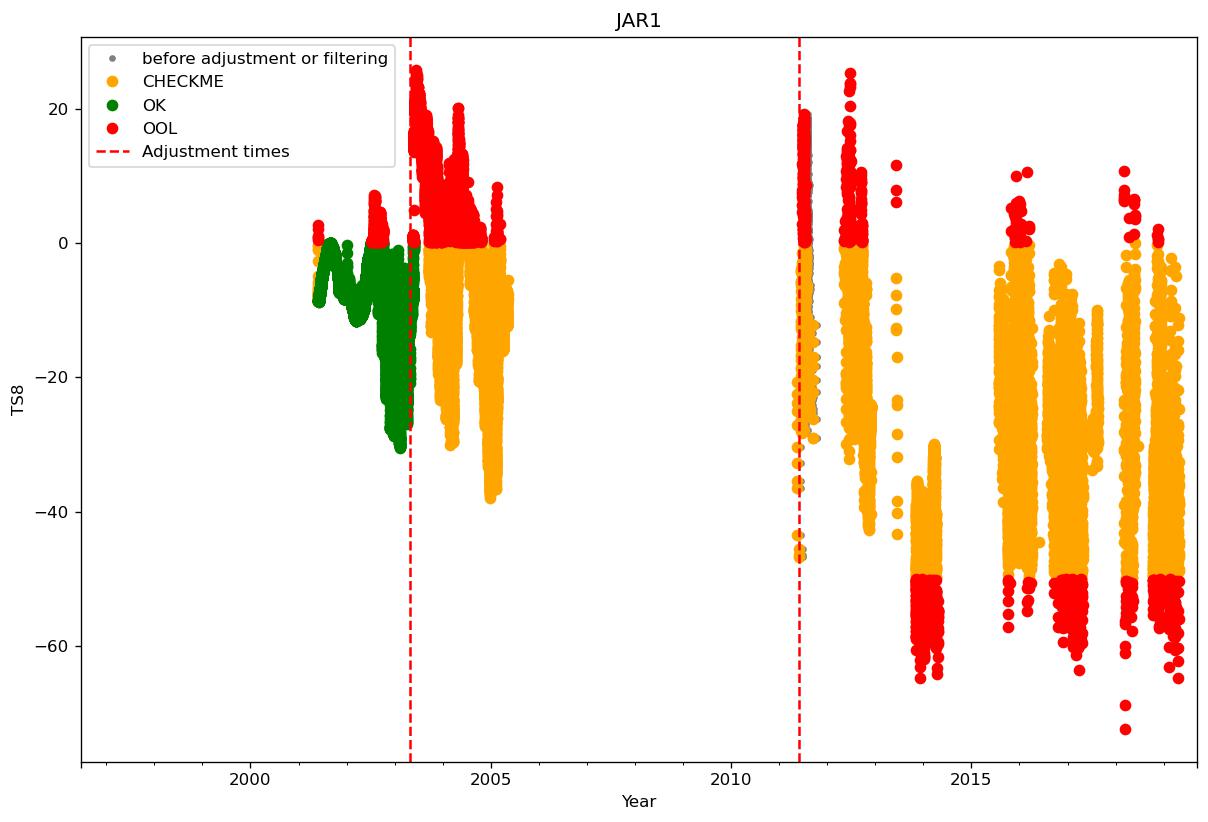 JAR1
before adjustment or filtering
CHECKME
OK
OOL
Adjustment times
20
0
−20
−40
−60
TS8
2000 2005 2010 2015
Year